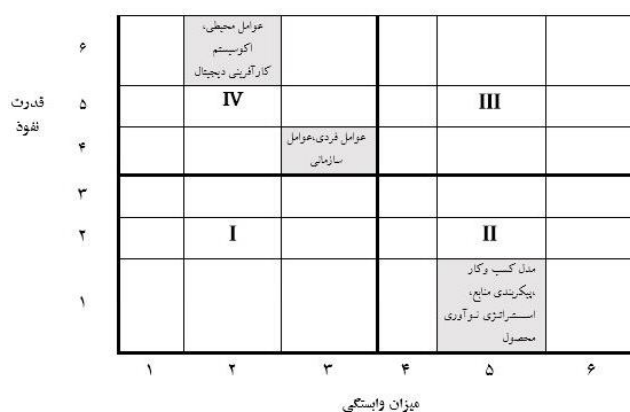 عوامل محیطی،
اکوسیستم
کارآفرینی دیجیتال
۶
قدرت
نفوذ
۵
IV
III
عوامل فردی،عوامل
سازمانی
۴
۳
۲
I
II
مدل کسب وکار
،پیکربندی منابع،
استراتژی نوآوری
محصول
۱
۱ ۲ ۳ ۴ ۵ ۶
میزان وابستگی